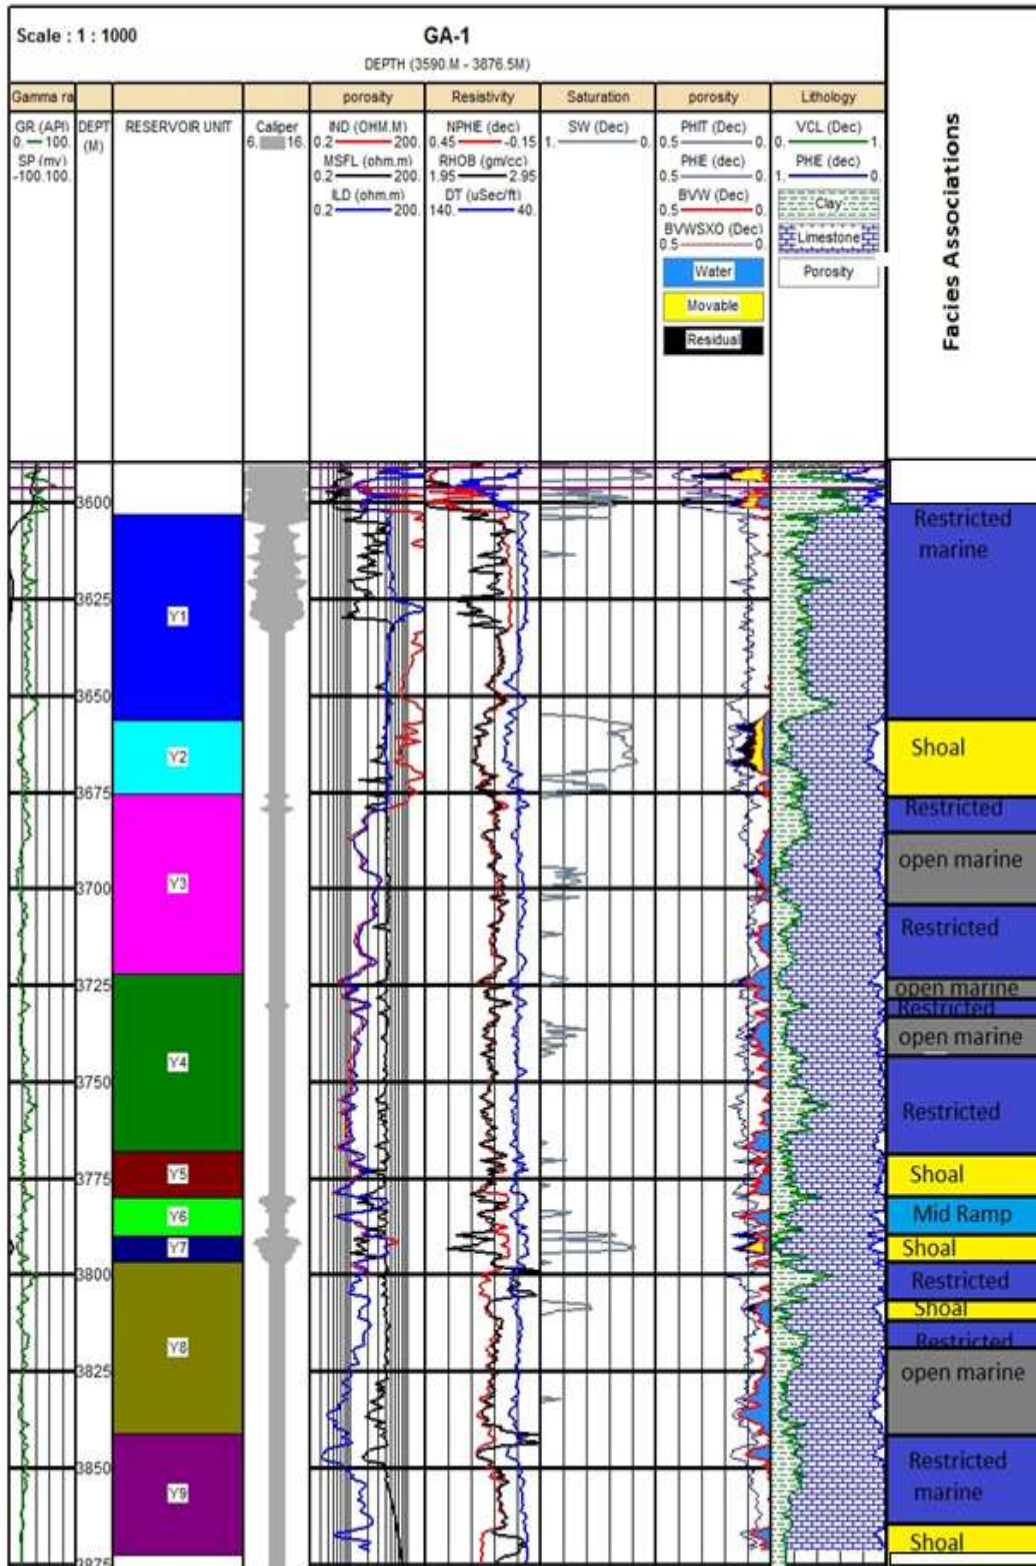 Scale : 1 : 1000
GA-1
DEPTH (3590.M - 3876.5M)
Gamma ra
porosity
Resistivity
Saturation
porosity
Lithology
GR (API)
0. 100.
SP (mv)
-100.100.
DEPT
(M)
RESERVOIR UNIT
Caliper
6. 16.
IND (OHM.M)
0.2 200.
MSFL (ohm.m)
0.2 200.
ILD (ohm.m)
0.2 200.
NPHIE (dec)
0.45 -0.15
RHOB (gm/cc)
1.95 2.95
DT (uSec/ft)
140. 40.
SW (Dec)
1. 0.
PHIT (Dec)
0.5 0.
PHIE (dec)
0.5 0.
BVW (Dec)
0.5 0.
BVWSXO (Dec)
0.5 0.
Water
Movable
Residual
VCL (Dec)
0. 1.
PHIE (dec)
1. 0.
Clay
Limestone
Porosity
Facies Associations
3600
3625
3650
3675
3700
3725
3750
3775
3800
3825
3850
3875
Y1
Y2
Y3
Y4
Y5
Y6
Y7
Y8
Y9
Restricted
marine
Shoal
Restricted
open marine
Restricted
open marine
Restricted
open marine
Restricted
Shoal
Mid Ramp
Shoal
Restricted
Shoal
Restricted
open marine
Restricted
marine
Shoal